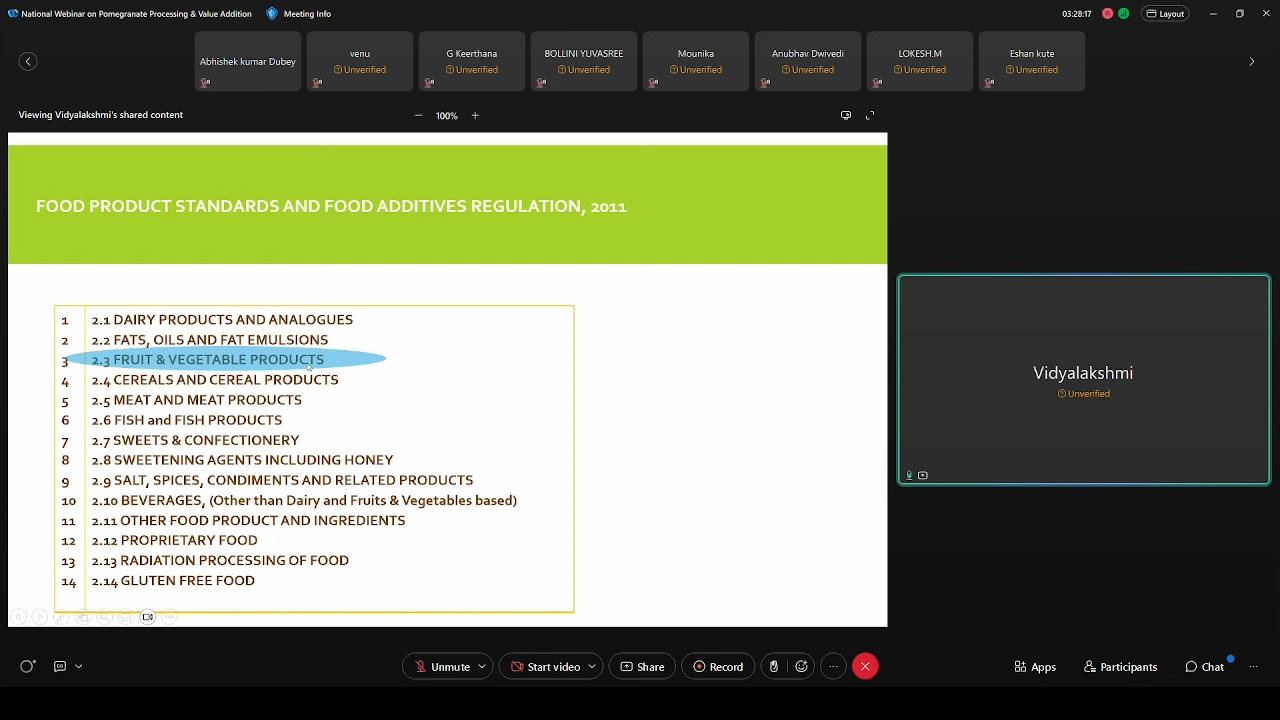 National Webinar on Pomegranate Processing & Value Addition
Meeting Info
03:28:17
Layout
Abhishek kumar Dubey
venu
Unverified
G Keerthana
Unverified
BOLLINI YUVASREE
Unverified
Mounika
Unverified
Anubhav Dwivedi
Unverified
LOKESH.M
Unverified
Eshan kute
Unverified
Viewing Vidyalakshmi's shared content
100%
FOOD PRODUCT STANDARDS AND FOOD ADDITIVES REGULATION, 2011
1 2.1 DAIRY PRODUCTS AND ANALOGUES
2 2.2 FATS, OILS AND FAT EMULSIONS
3 2.3 FRUIT & VEGETABLE PRODUCTS
4 2.4 CEREALS AND CEREAL PRODUCTS
5 2.5 MEAT AND MEAT PRODUCTS
6 2.6 FISH and FISH PRODUCTS
7 2.7 SWEETS & CONFECTIONERY
8 2.8 SWEETENING AGENTS INCLUDING HONEY
9 2.9 SALT, SPICES, CONDIMENTS AND RELATED PRODUCTS
10 2.10 BEVERAGES, (Other than Dairy and Fruits & Vegetables based)
11 2.11 OTHER FOOD PRODUCT AND INGREDIENTS
12 2.12 PROPRIETARY FOOD
13 2.13 RADIATION PROCESSING OF FOOD
14 2.14 GLUTEN FREE FOOD
Vidyalakshmi
Unverified
Unmute
Start video
Share
Record
Apps
Participants
Chat